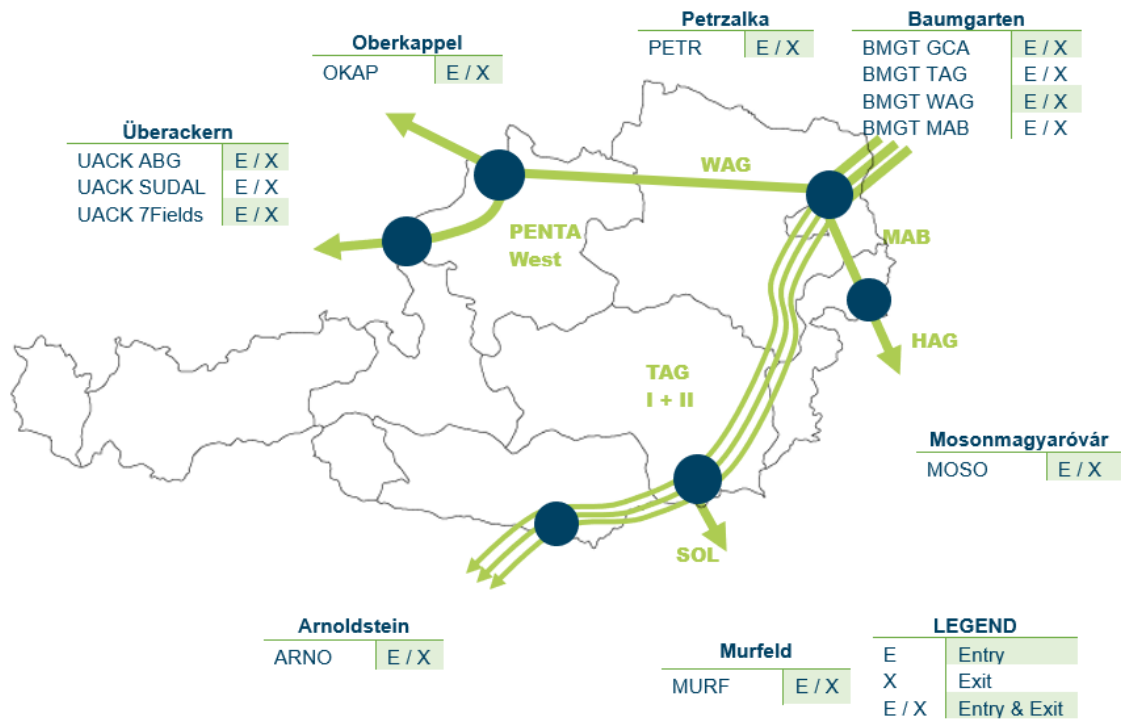 Oberkappel
OKAP E / X
Petrzalka
PETR E / X
Baumgarten
BMGT GCA E / X
BMGT TAG E / X
BMGT WAG E / X
BMGT MAB E / X
Überackern
UACK ABG E / X
UACK SUDAL E / X
UACK 7Fields E / X
WAG
PENTA
West
MAB
HAG
TAG
I + II
SOL
Mosonmagyaróvár
MOSO E / X
Arnoldstein
ARNO E / X
Murfeld
MURF E / X
LEGEND
E Entry
X Exit
E / X Entry & Exit